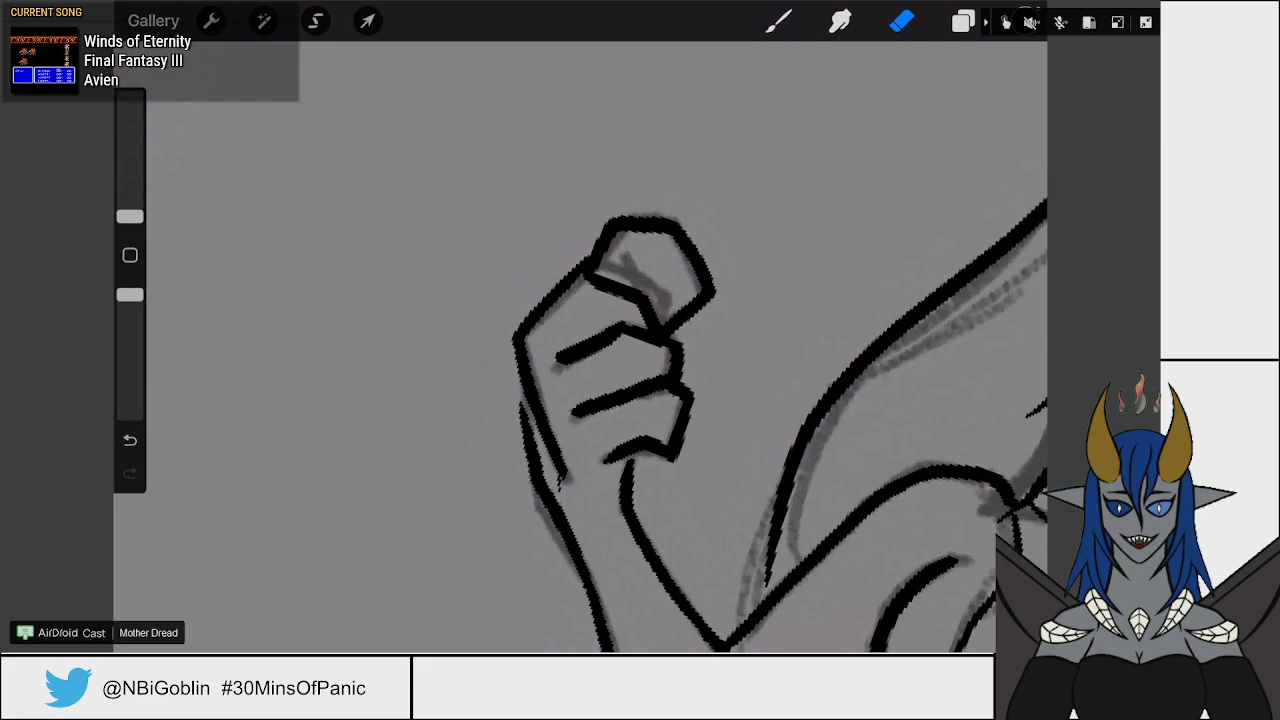 CURRENT SONG
Winds of Eternity
Final Fantasy III
Avien
Gallery
AirDroid Cast | Mother Dread
@NBiGoblin #30MinsOfPanic